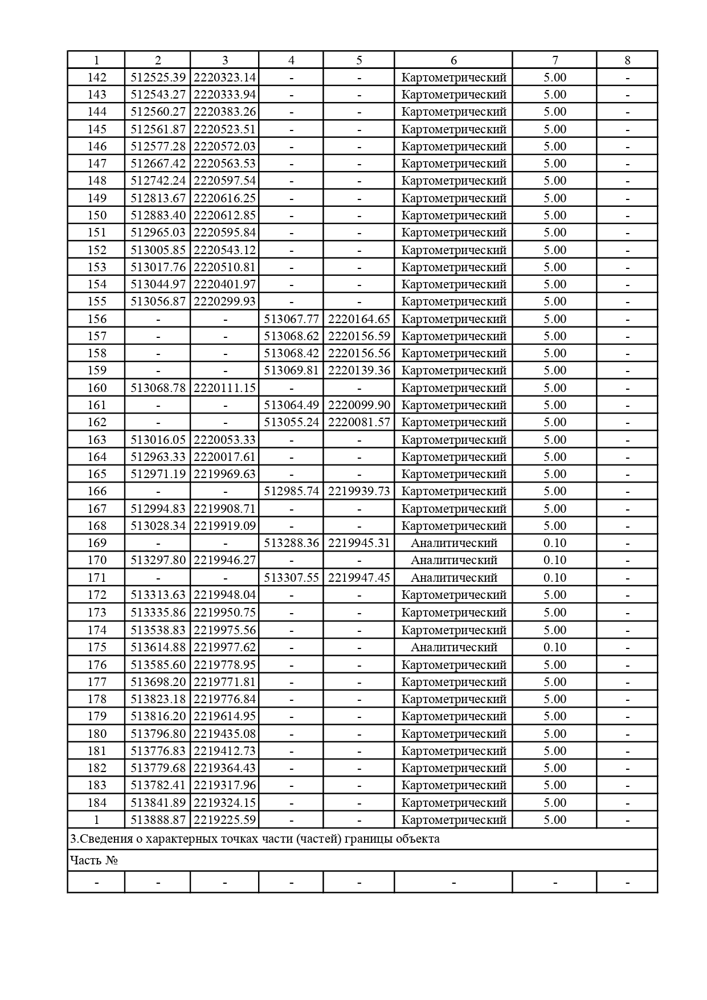 1 2 3 4 5 6 7 8
142 512525.39 2220323.14 - - Картометрический 5.00 -
143 512543.27 2220333.94 - - Картометрический 5.00 -
144 512560.27 2220383.26 - - Картометрический 5.00 -
145 512561.87 2220523.51 - - Картометрический 5.00 -
146 512577.28 2220572.03 - - Картометрический 5.00 -
147 512667.42 2220563.53 - - Картометрический 5.00 -
148 512742.24 2220597.54 - - Картометрический 5.00 -
149 512813.67 2220616.25 - - Картометрический 5.00 -
150 512883.40 2220612.85 - - Картометрический 5.00 -
151 512965.03 2220595.84 - - Картометрический 5.00 -
152 513005.85 2220543.12 - - Картометрический 5.00 -
153 513017.76 2220510.81 - - Картометрический 5.00 -
154 513044.97 2220401.97 - - Картометрический 5.00 -
155 513056.87 2220299.93 - - Картометрический 5.00 -
156 - - 513067.77 2220164.65 Картометрический 5.00 -
157 - - 513068.62 2220156.59 Картометрический 5.00 -
158 - - 513068.42 2220156.56 Картометрический 5.00 -
159 - - 513069.81 2220139.36 Картометрический 5.00 -
160 513068.78 2220111.15 - - Картометрический 5.00 -
161 - - 513064.49 2220099.90 Картометрический 5.00 -
162 - - 513055.24 2220081.57 Картометрический 5.00 -
163 513016.05 2220053.33 - - Картометрический 5.00 -
164 512963.33 2220017.61 - - Картометрический 5.00 -
165 512971.19 2219969.63 - - Картометрический 5.00 -
166 - - 512985.74 2219939.73 Картометрический 5.00 -
167 512994.83 2219908.71 - - Картометрический 5.00 -
168 513028.34 2219919.09 - - Картометрический 5.00 -
169 - - 513288.36 2219945.31 Аналитический 0.10 -
170 513297.80 2219946.27 - - Аналитический 0.10 -
171 - - 513307.55 2219947.45 Аналитический 0.10 -
172 513313.63 2219948.04 - - Картометрический 5.00 -
173 513335.86 2219950.75 - - Картометрический 5.00 -
174 513538.83 2219975.56 - - Картометрический 5.00 -
175 513614.88 2219977.62 - - Аналитический 0.10 -
176 513585.60 2219778.95 - - Картометрический 5.00 -
177 513698.20 2219771.81 - - Картометрический 5.00 -
178 513823.18 2219776.84 - - Картометрический 5.00 -
179 513816.20 2219614.95 - - Картометрический 5.00 -
180 513796.80 2219435.08 - - Картометрический 5.00 -
181 513776.83 2219412.73 - - Картометрический 5.00 -
182 513779.68 2219364.43 - - Картометрический 5.00 -
183 513782.41 2219317.96 - - Картометрический 5.00 -
184 513841.89 2219324.15 - - Картометрический 5.00 -
1 513888.87 2219225.59 - - Картометрический 5.00 -
3.Сведения о характерных точках части (частей) границы объекта
Часть №
- - - - - - - -